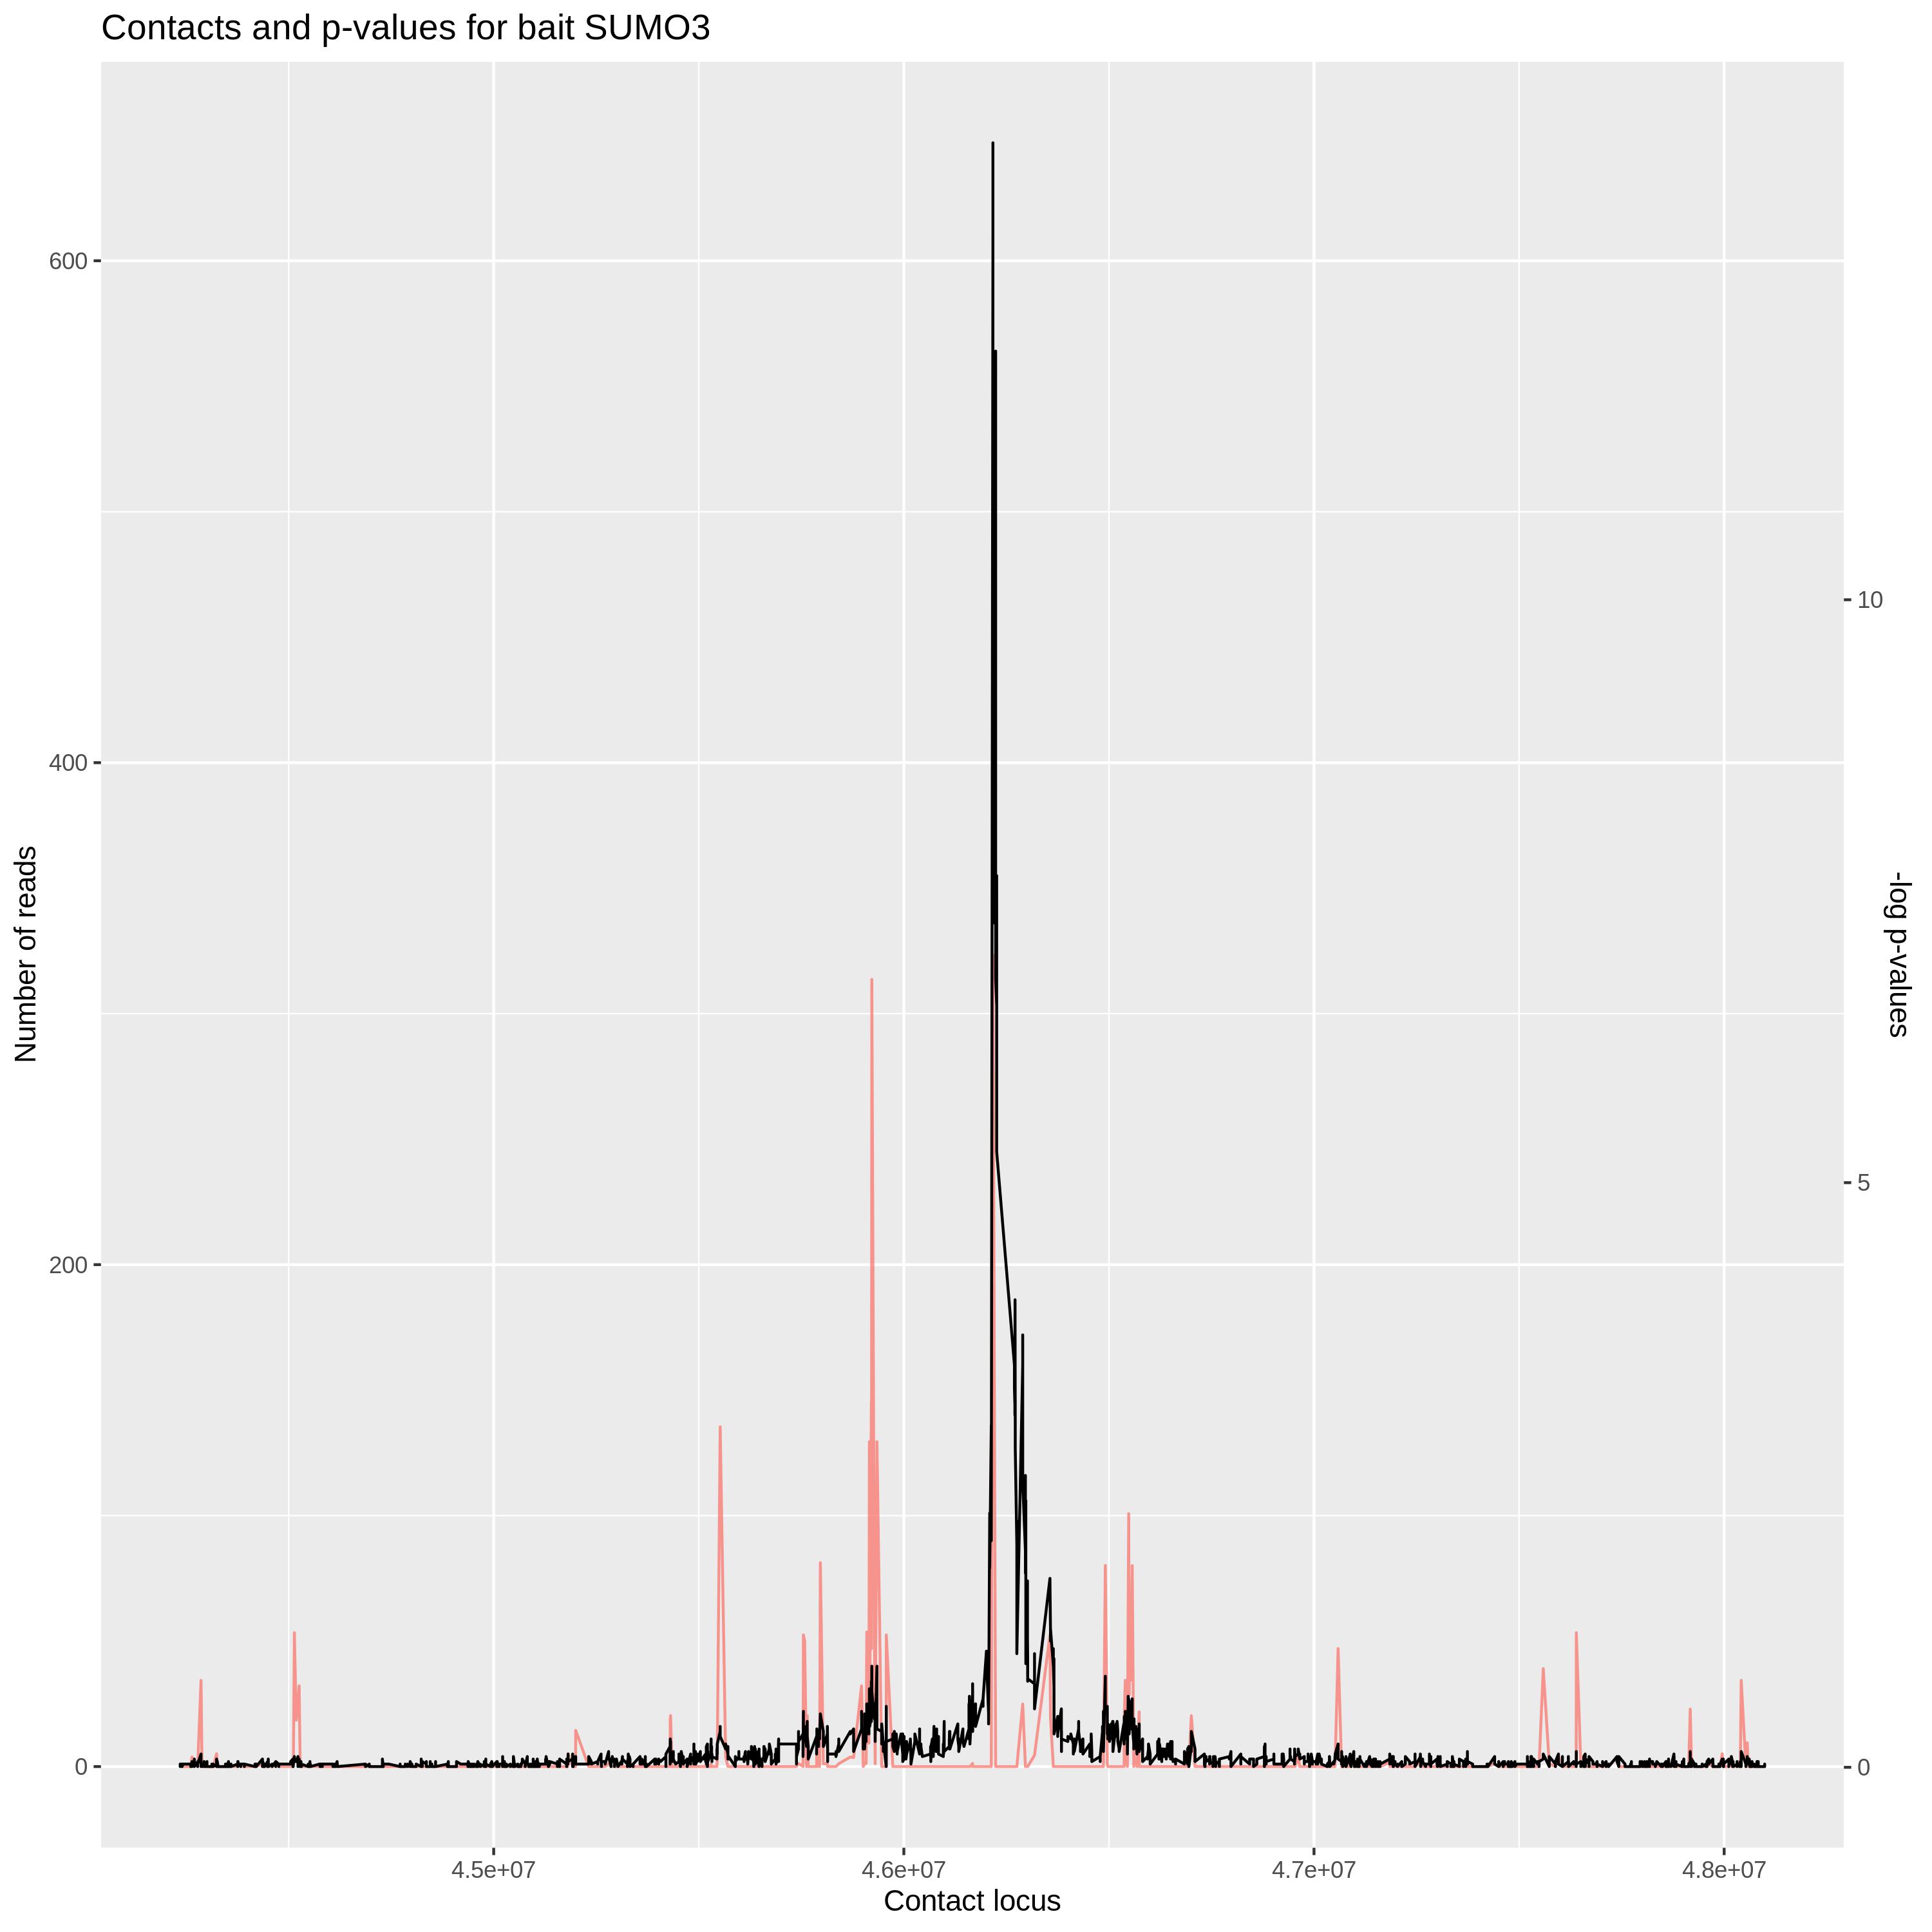 Contacts and p-values for bait SUMO3
Number of reads
600
400
200
0
-log p-values
10
5
0
4.5e+07 4.6e+07 4.7e+07 4.8e+07
Contact locus